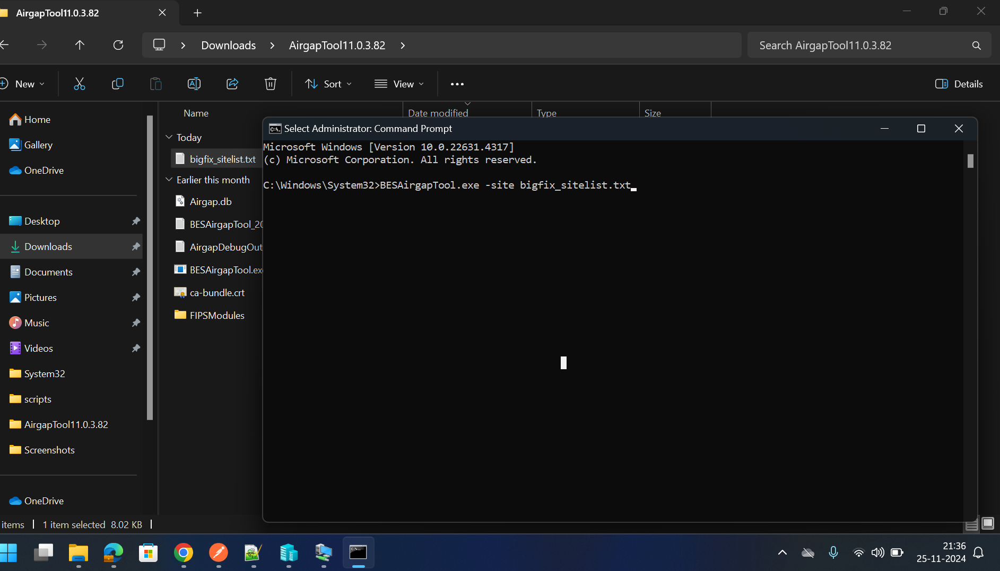 AirgapTool11.0.3.82
Downloads
AirgapTool11.0.3.82
Search AirgapTool11.0.3.82
New
Sort
View
Details
Name
Date modified
Type
Size
Home
Gallery
OneDrive
Desktop
Downloads
Documents
Pictures
Music
Videos
System32
scripts
AirgapTool11.0.3.82
Screenshots
OneDrive
Today
bigfix_sitelist.txt
Earlier this month
Airgap.db
BESAirgapTool_20
AirgapDebugOut
BESAirgapTool.ex
ca-bundle.crt
FIPSModules
Select Administrator: Command Prompt
Microsoft Windows [Version 10.0.22631.4317]
(c) Microsoft Corporation. All rights reserved.
C:\Windows\System32>BESAirgapTool.exe -site bigfix_sitelist.txt
items
1 item selected 8.02 KB
21:36
25-11-2024